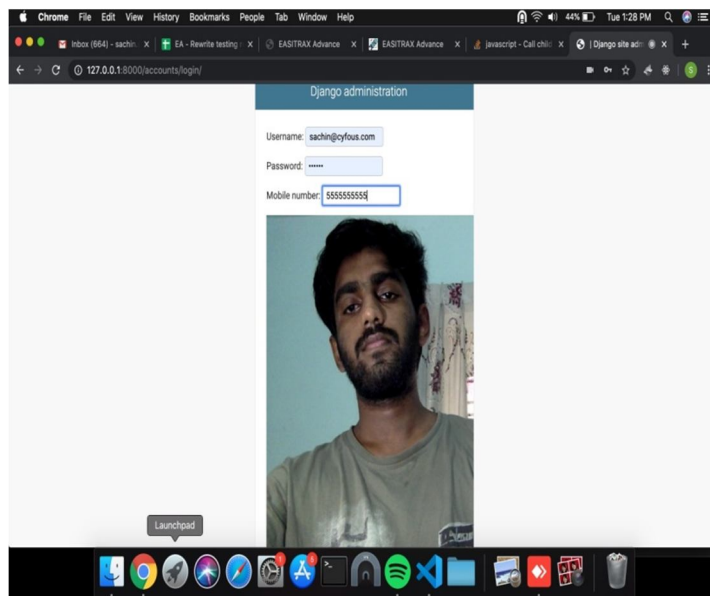 Chrome File Edit View History Bookmarks People Tab Window Help 44% Tue 1:28 PM
Inbox (664) - sachin. EA - Rewrite testing EASITRAX Advance EASITRAX Advance javascript - Call child | Django site adm
127.0.0.1:8000/accounts/login/
Django administration
Username: sachin@cyfous.com
Password: ••••••
Mobile number: 5555555555
Launchpad